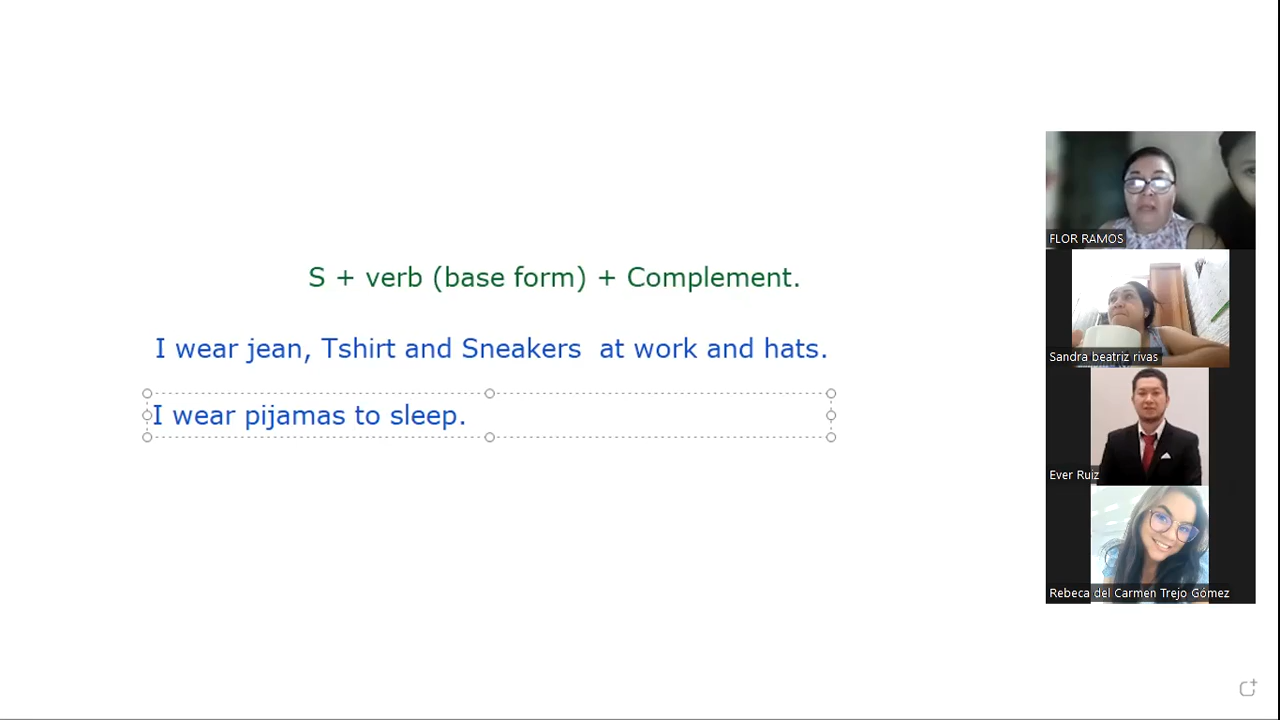 S + verb (base form) + Complement.
I wear jean, Tshirt and Sneakers  at work and hats.
I wear pijamas to sleep.
FLOR RAMOS
Sandra beatriz rivas
Ever Ruiz
Rebeca del Carmen Trejo Gómez